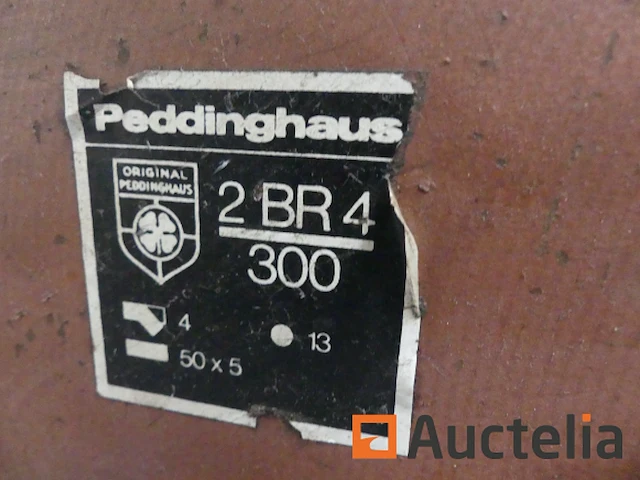 Peddinghaus
ORIGINAL
PEDDINGHAUS
2 BR 4
300
4
13
50 x 5
Auctelia